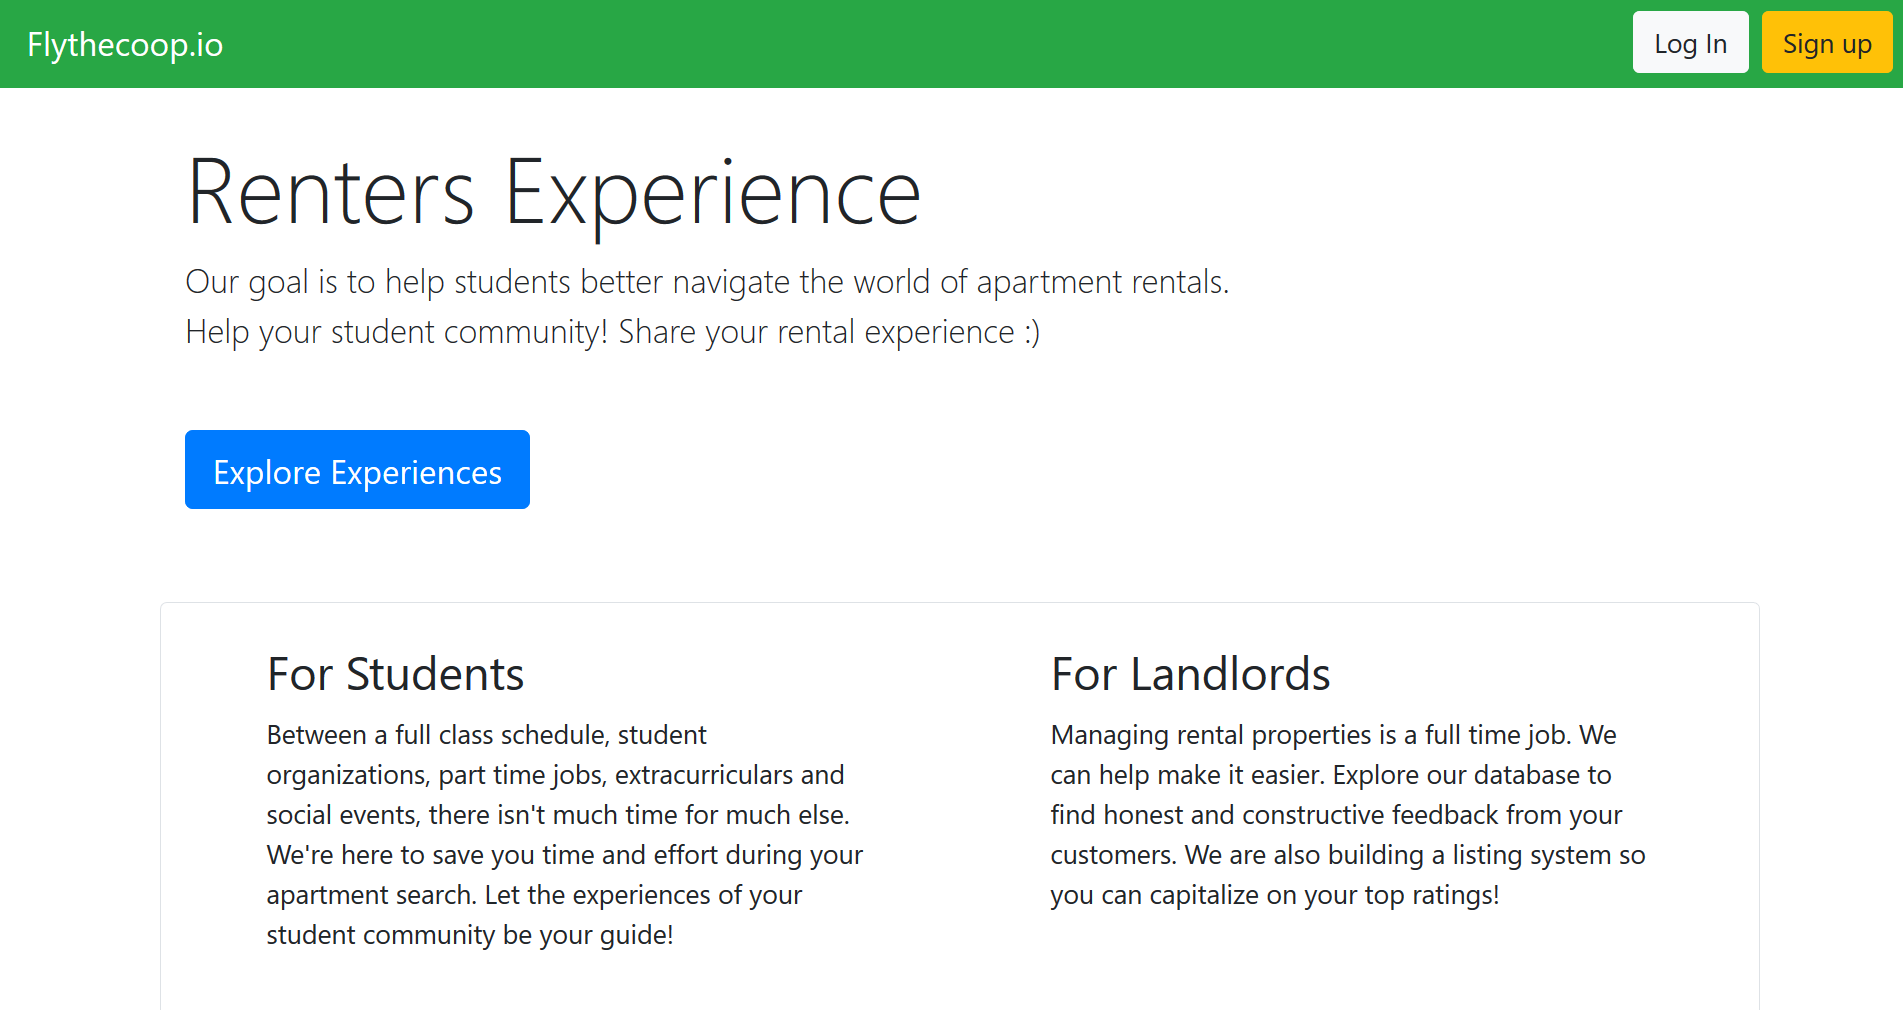 Flythecoop.io
Log In
Sign up
Renters Experience
Our goal is to help students better navigate the world of apartment rentals.
Help your student community! Share your rental experience :)
Explore Experiences
For Students
Between a full class schedule, student
organizations, part time jobs, extracurriculars and
social events, there isn't much time for much else.
We're here to save you time and effort during your
apartment search. Let the experiences of your
student community be your guide!
For Landlords
Managing rental properties is a full time job. We
can help make it easier. Explore our database to
find honest and constructive feedback from your
customers. We are also building a listing system so
you can capitalize on your top ratings!